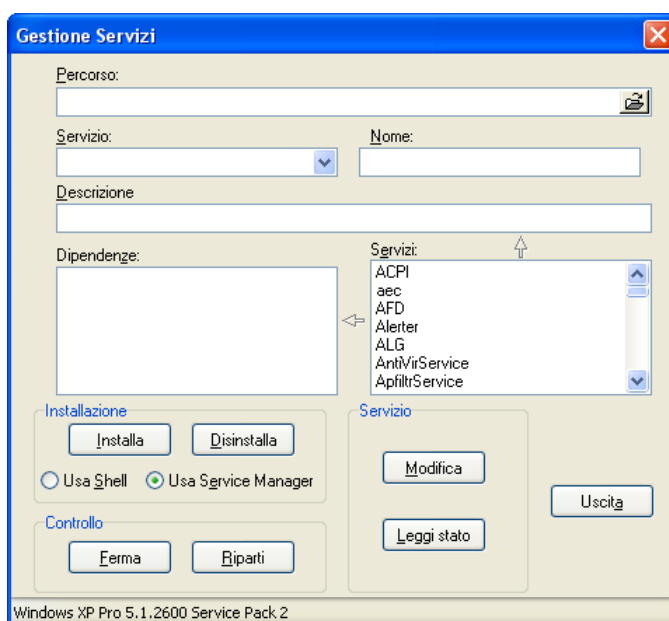 Gestione Servizi
Percorso:
Servizio:
Nome:
Descrizione
Dipendenze:
Servizi:
ACPI
aec
AFD
Alerter
ALG
AntiVirService
ApfiltrService
Installazione
Installa
Disinstalla
Usa Shell
Usa Service Manager
Servizio
Modifica
Leggi stato
Uscita
Controllo
Ferma
Riparti
Windows XP Pro 5.1.2600 Service Pack 2